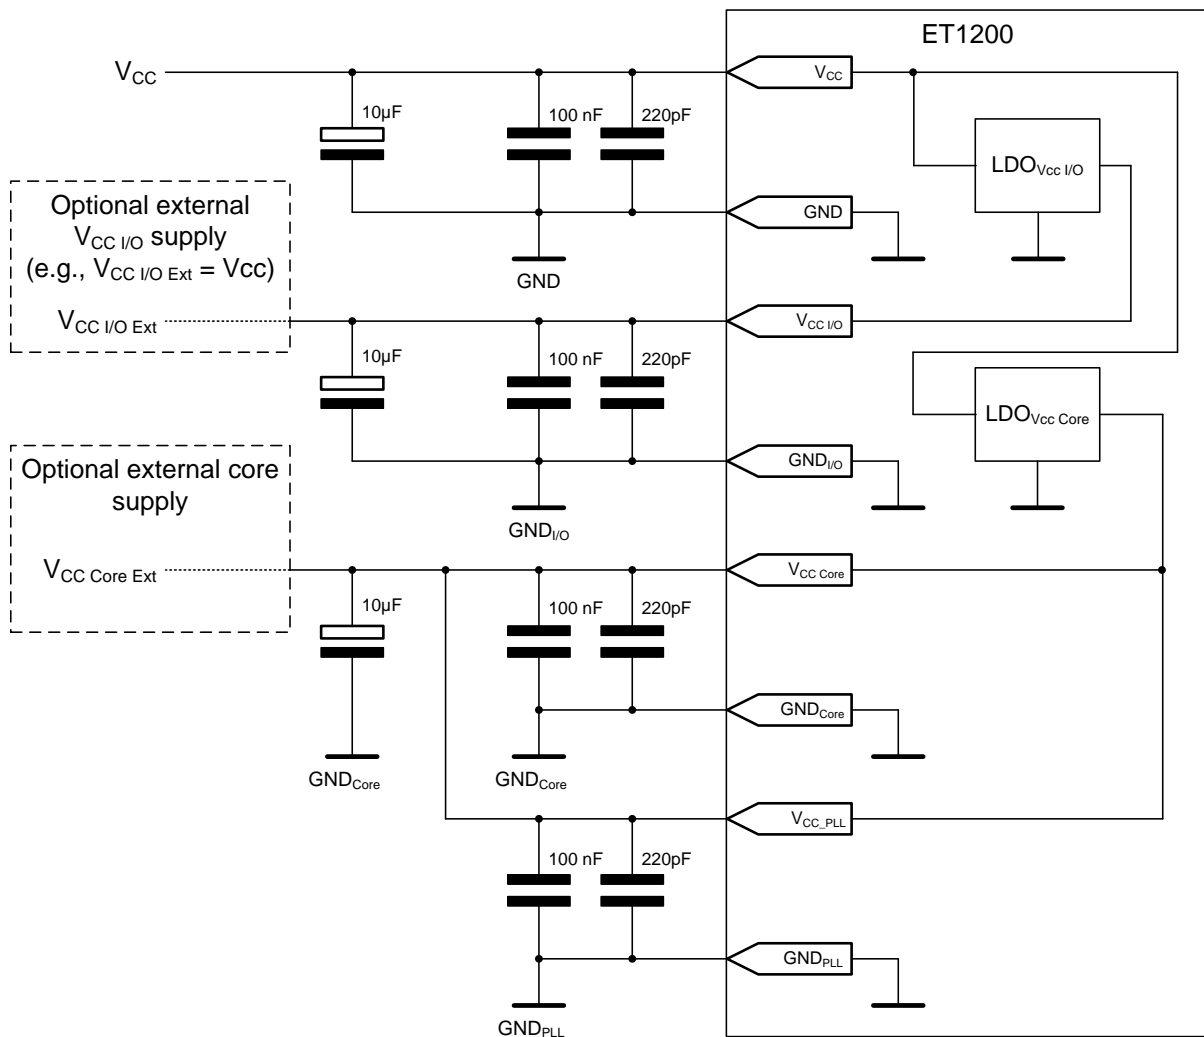 ET1200
VCC
10µF
100 nF
220pF
VCC
LDOVcc I/O
GND
GND
Optional external
VCC I/O supply
(e.g., VCC I/O Ext = Vcc)
VCC I/O Ext
VCC I/O
10µF
100 nF
220pF
LDOVcc Core
GNDI/O
GNDI/O
Optional external core
supply
VCC Core Ext
VCC Core
10µF
100 nF
220pF
GNDCore
GNDCore
GNDCore
VCC_PLL
100 nF
220pF
GNDPLL
GNDPLL